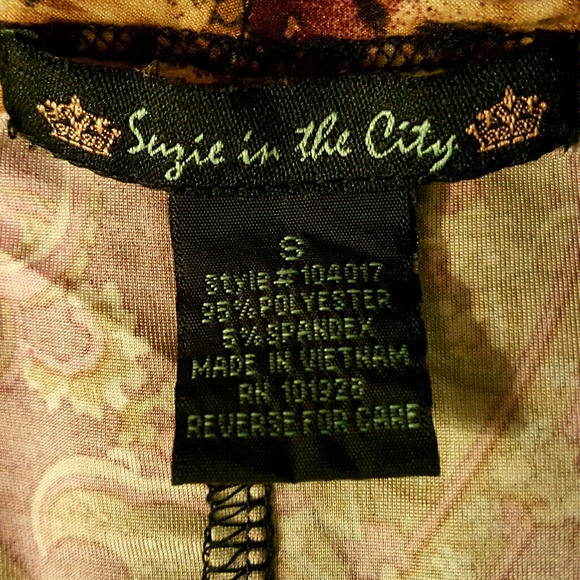 Suzie in the City
S
Style#104017
95%POLYESTER
5%SPANDEX
MADE IN VIETNAM
RN 101928
REVERSE FOR CARE